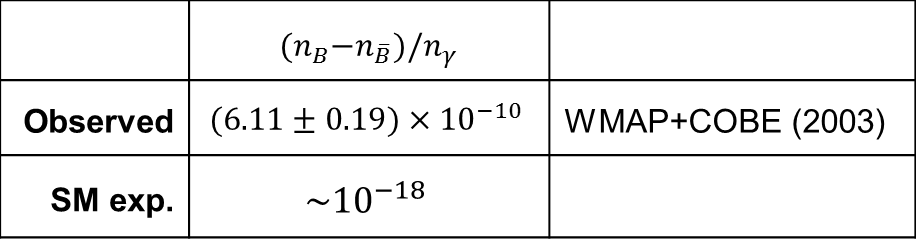 (n_B−n_B̄)/n_γ
Observed (6.11 ± 0.19) × 10⁻¹⁰ WMAP+COBE (2003)
SM exp. ~10⁻¹⁸